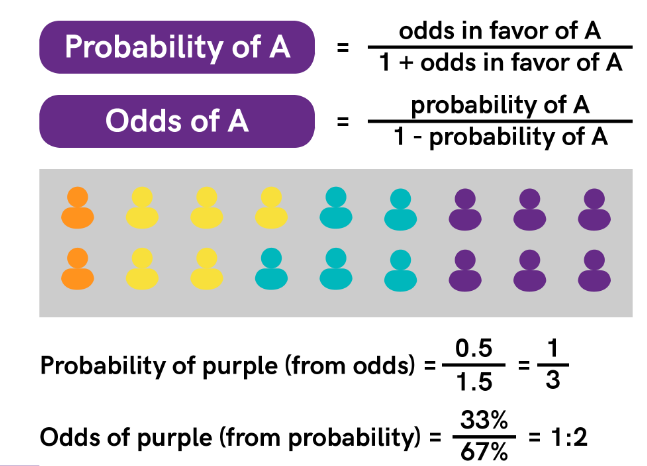 Probability of A = odds in favor of A
1 + odds in favor of A
Odds of A = probability of A
1 - probability of A
Probability of purple (from odds) = 0.5 = 1
1.5 3
Odds of purple (from probability) = 33% = 1:2
67%